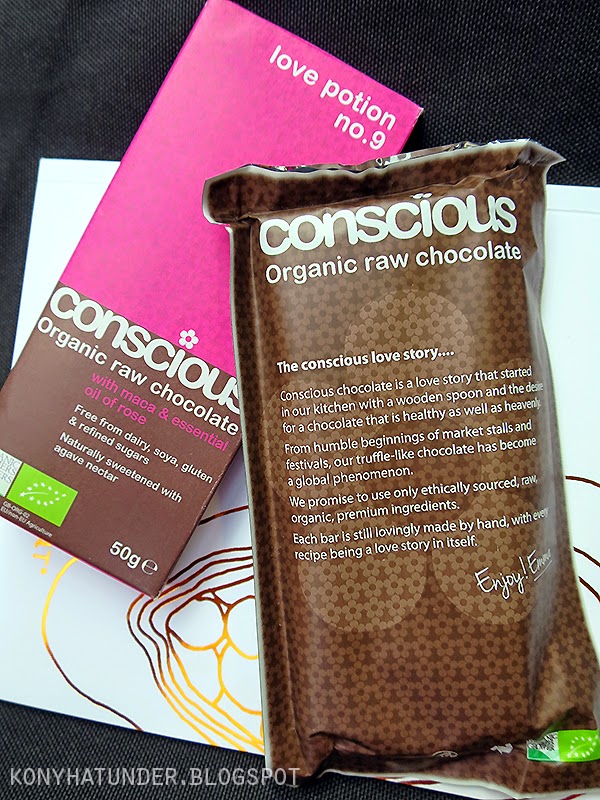 love potion
no.9
conscious
Organic raw chocolate
with maca & essential
oil of rose
Free from dairy, soya, gluten
& refined sugars
Naturally sweetened with
agave nectar
50g e
conscious
Organic raw chocolate
The conscious love story....
Conscious chocolate is a love story that started
in our kitchen with a wooden spoon and the desire
for a chocolate that is healthy as well as heavenly.
From humble beginnings of market stalls and
festivals, our truffle-like chocolate has become
a global phenomenon.
We promise to use only ethically sourced, raw,
organic, premium ingredients.
Each bar is still lovingly made by hand, with every
recipe being a love story in itself.
Enjoy! Emma
KONYHATUNDER.BLOGSPOT